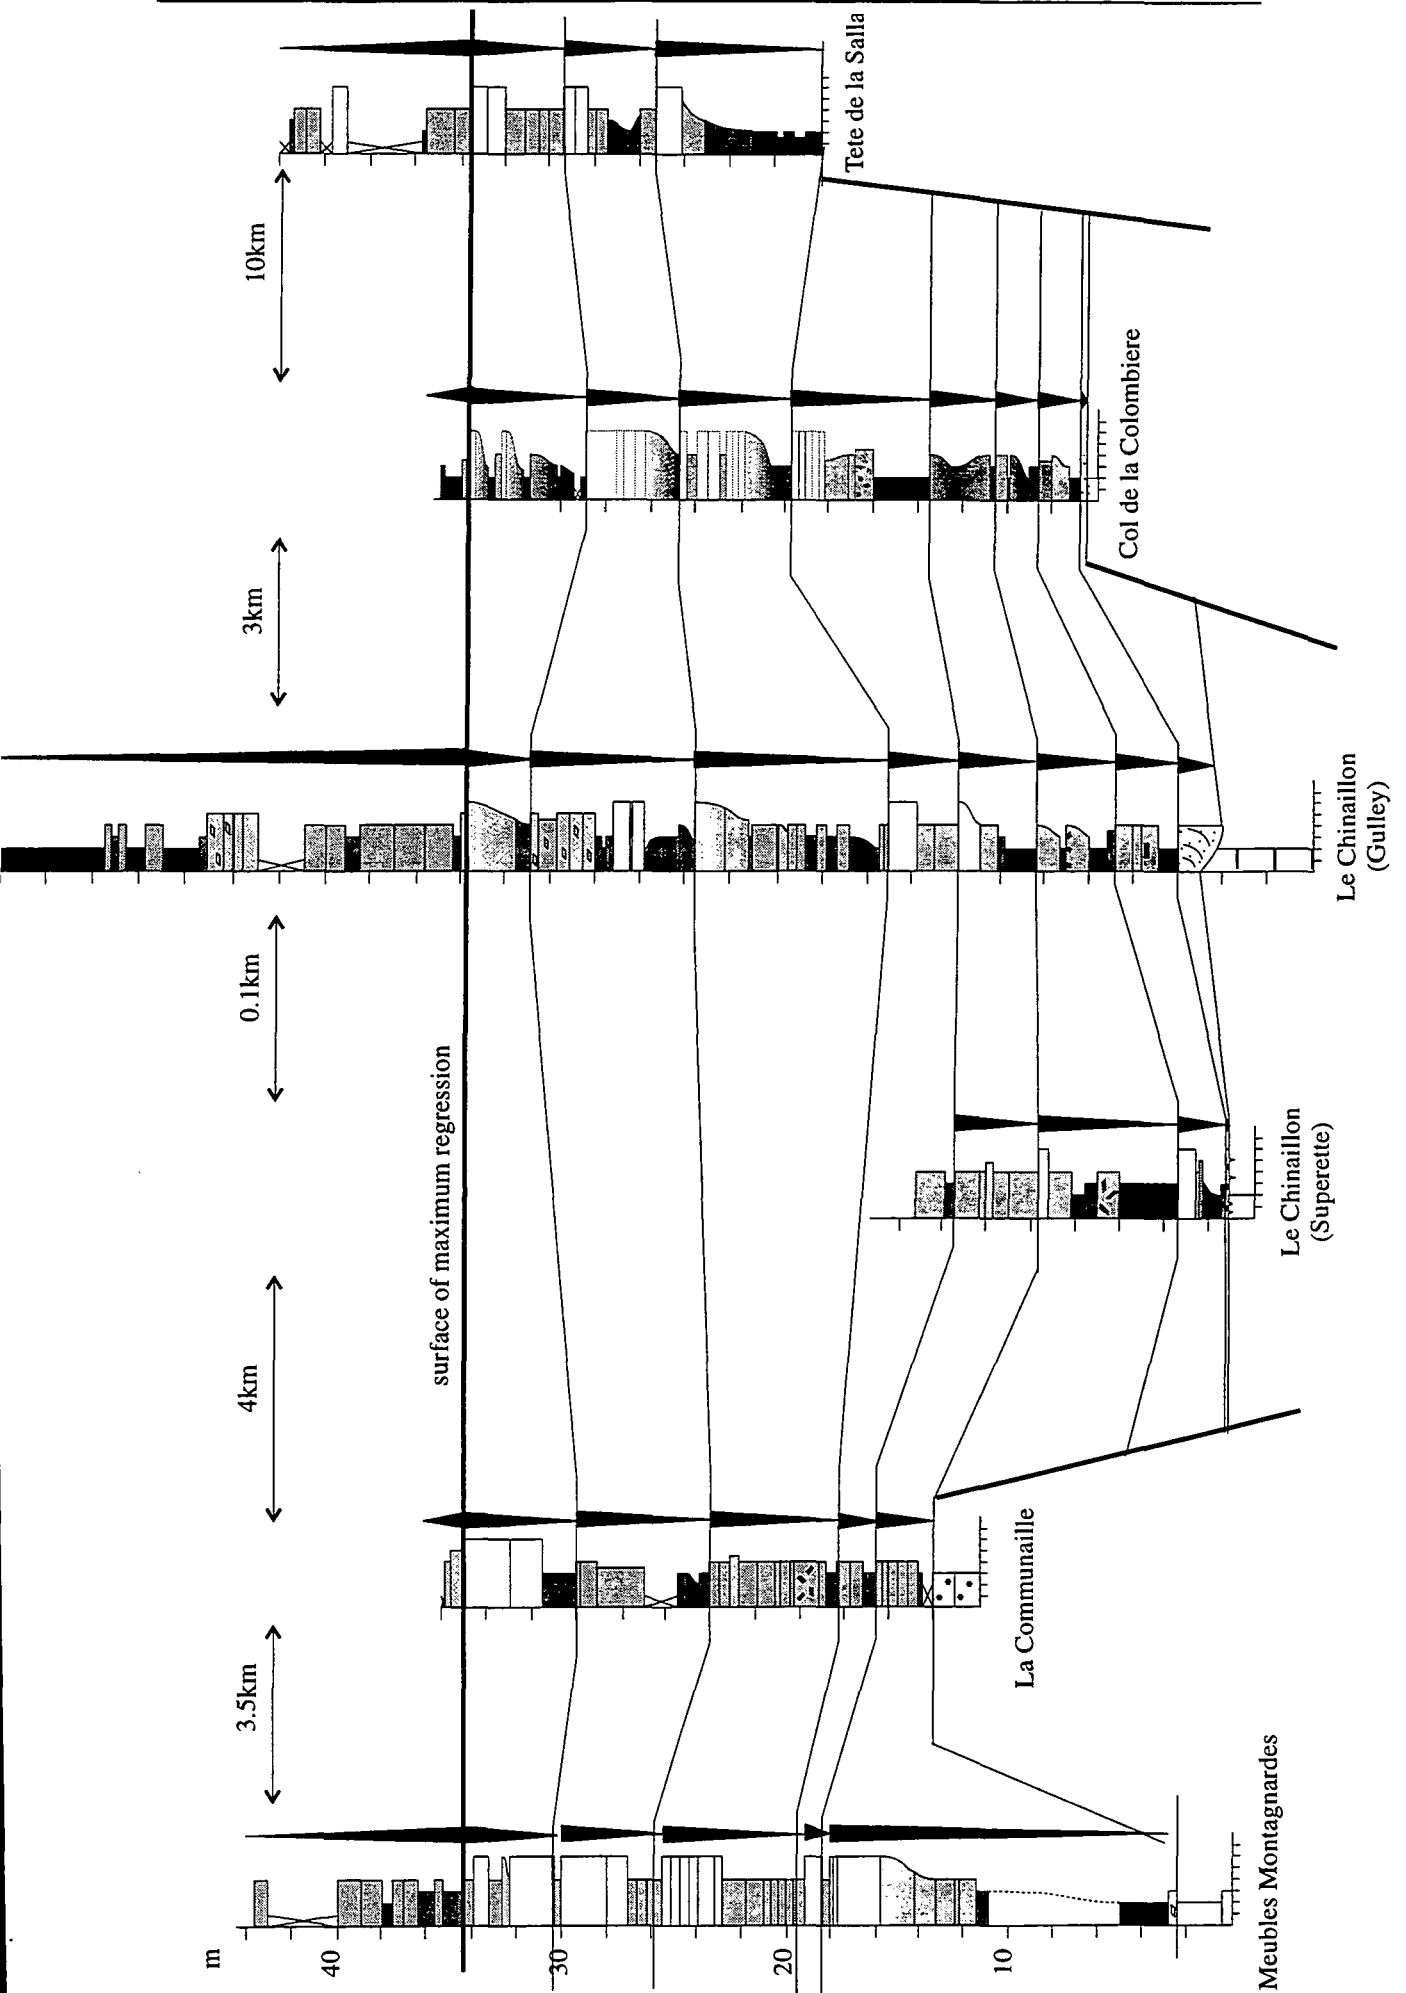 10km
3km
0.1km
4km
3.5km
surface of maximum regression
m
40
30
20
10
Meubles Montagnardes
La Communaille
Le Chinaillon
(Superette)
Le Chinaillon
(Gulley)
Col de la Colombiere
Tete de la Salla